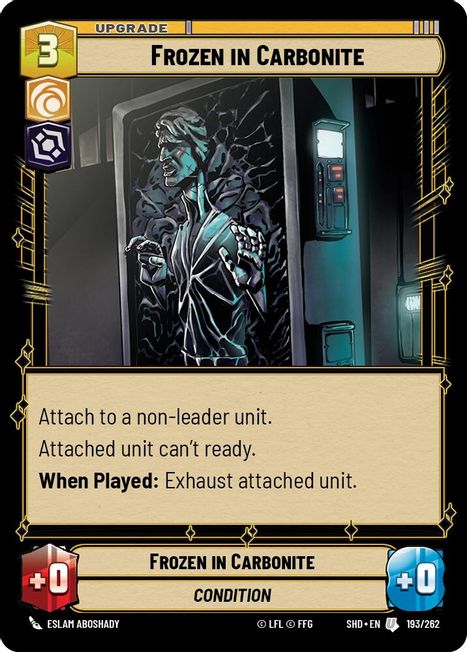 UPGRADE
3
FROZEN IN CARBONITE
Attach to a non-leader unit.
Attached unit can't ready.
When Played: Exhaust attached unit.
FROZEN IN CARBONITE
+0
+0
CONDITION
ESLAM ABOSHADY
© LFL © FFG
SHD • EN
193/262